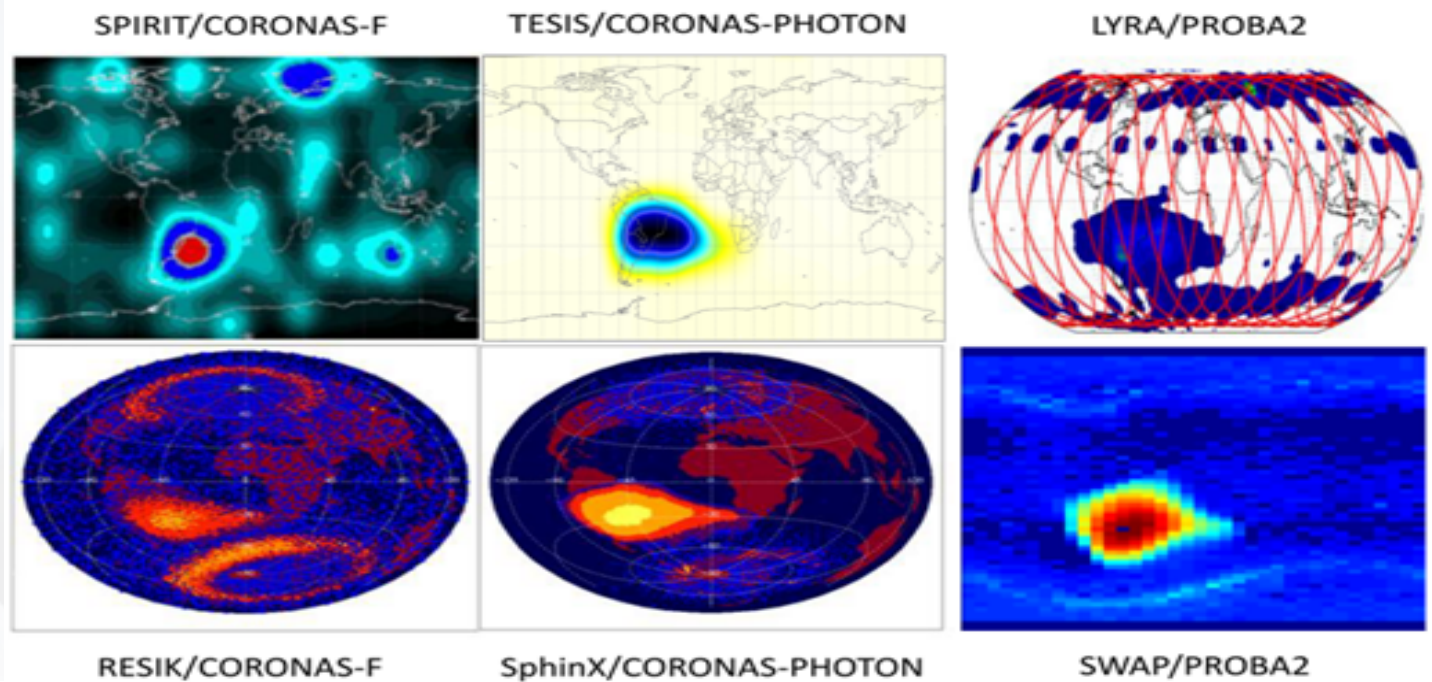 SPIRIT/CORONAS-F
TESIS/CORONAS-PHOTON
LYRA/PROBA2
RESIK/CORONAS-F
SphinX/CORONAS-PHOTON
SWAP/PROBA2